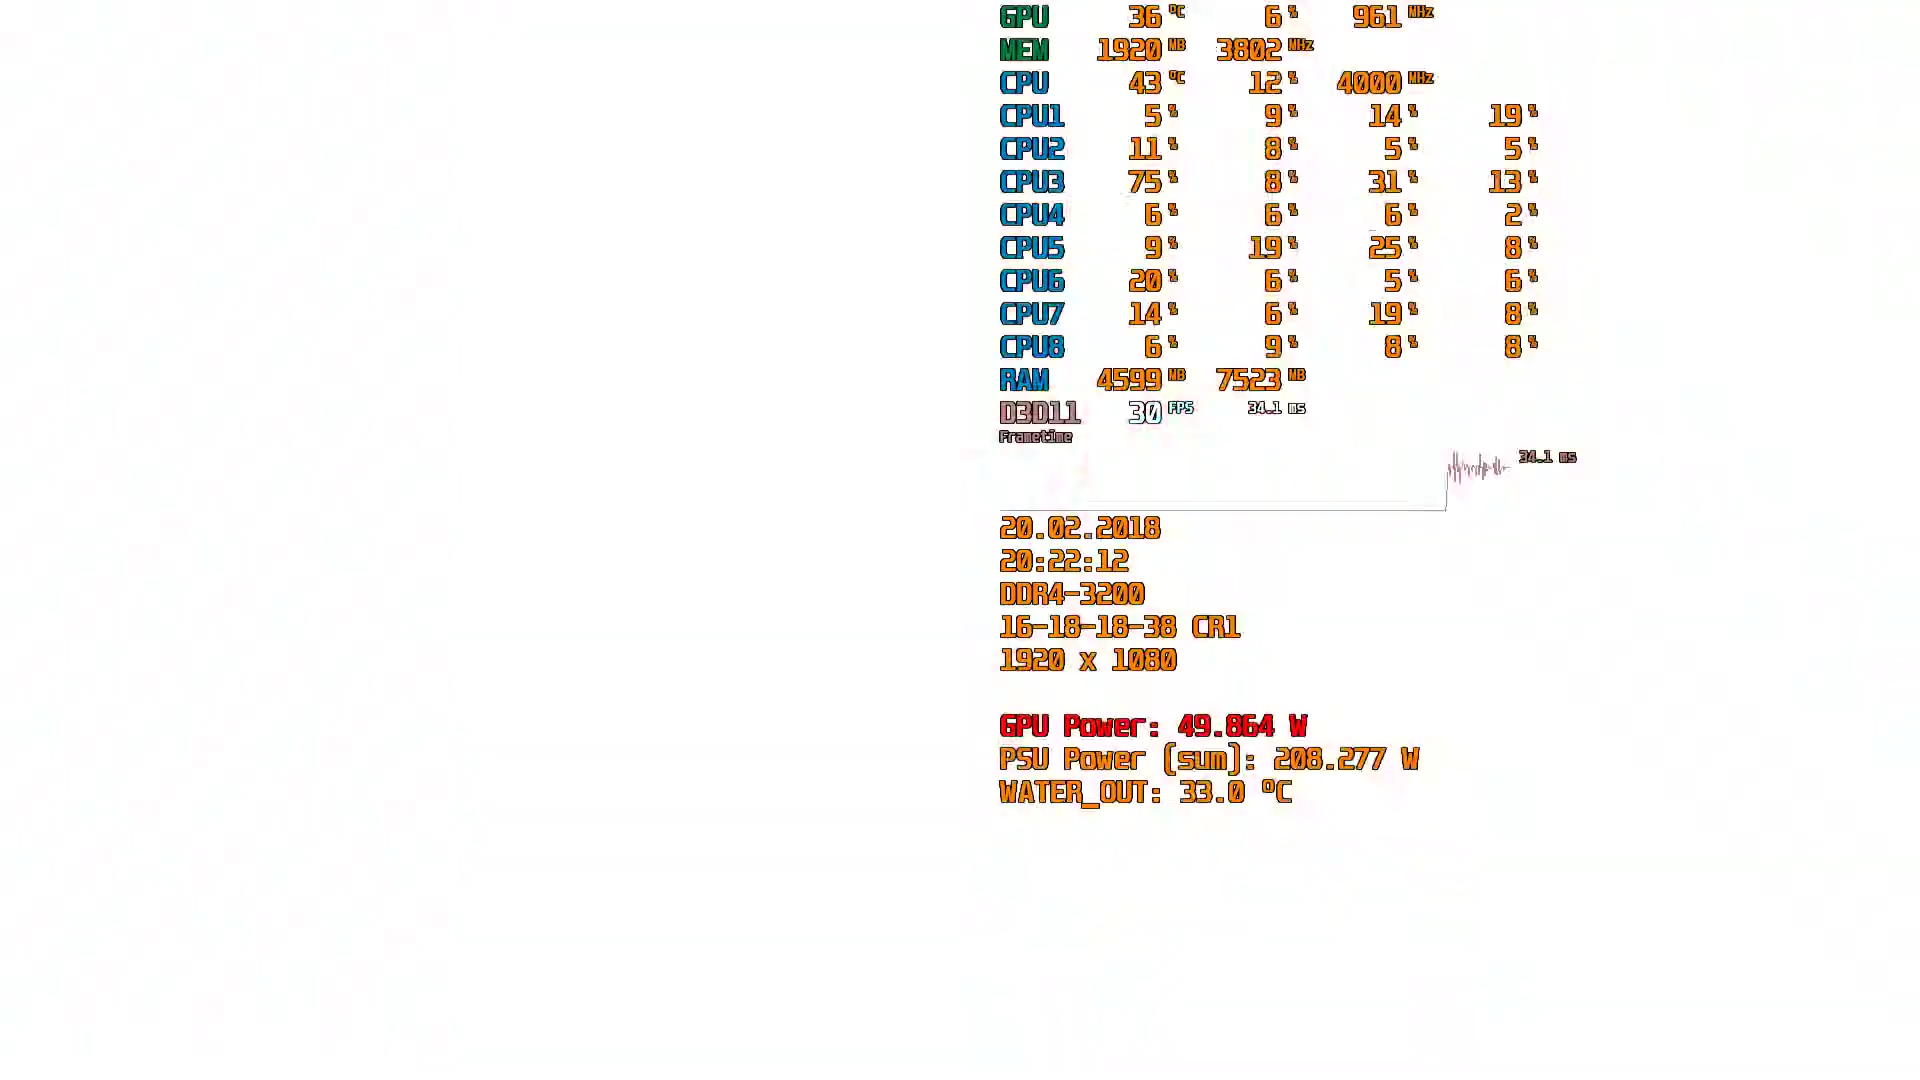 GPU 36 °C 6 % 961 MHz
MEM 1920 MB 3802 MHz
CPU 43 °C 12 % 4000 MHz
CPU1 5 % 9 % 14 % 19 %
CPU2 11 % 8 % 5 % 5 %
CPU3 75 % 8 % 31 % 13 %
CPU4 6 % 6 % 6 % 2 %
CPU5 9 % 19 % 25 % 8 %
CPU6 20 % 6 % 5 % 6 %
CPU7 14 % 6 % 19 % 8 %
CPU8 6 % 9 % 8 % 8 %
RAM 4599 MB 7523 MB
D3D11 30 FPS 34.1 ms
Frametime
34.1 ms
20.02.2018
20:22:12
DDR4-3200
16-18-18-38 CR1
1920 x 1080
GPU Power: 49.864 W
PSU Power (sum): 208.277 W
WATER_OUT: 33.0 °C